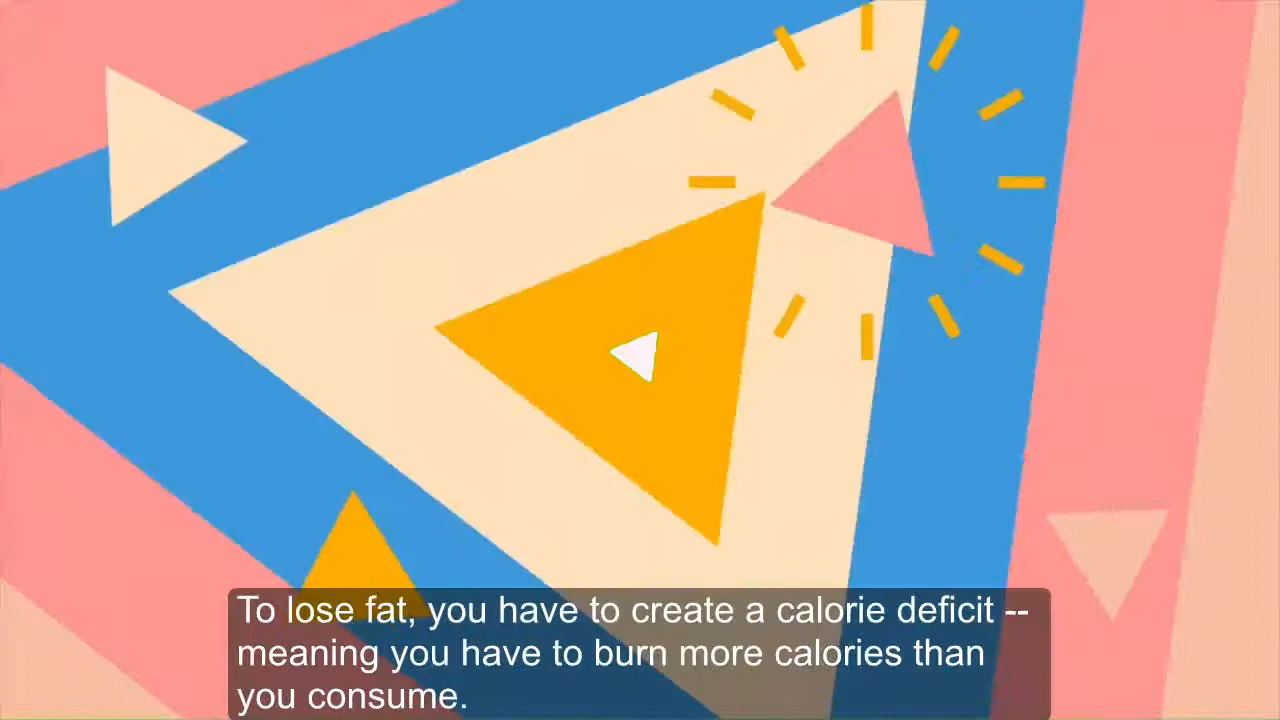 To lose fat, you have to create a calorie deficit --
meaning you have to burn more calories than
you consume.